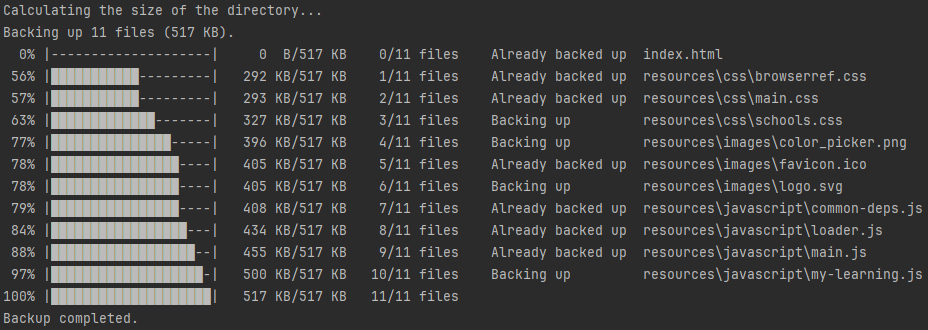 Calculating the size of the directory...
Backing up 11 files (517 KB).
0% |--------------------| 0 B/517 KB 0/11 files Already backed up index.html
56% |███████████---------| 292 KB/517 KB 1/11 files Already backed up resources\css\browserref.css
57% |███████████---------| 293 KB/517 KB 2/11 files Already backed up resources\css\main.css
63% |█████████████-------| 327 KB/517 KB 3/11 files Backing up resources\css\schools.css
77% |███████████████-----| 396 KB/517 KB 4/11 files Backing up resources\images\color_picker.png
78% |████████████████----| 405 KB/517 KB 5/11 files Already backed up resources\images\favicon.ico
78% |████████████████----| 405 KB/517 KB 6/11 files Backing up resources\images\logo.svg
79% |████████████████----| 408 KB/517 KB 7/11 files Already backed up resources\javascript\common-deps.js
84% |█████████████████---| 434 KB/517 KB 8/11 files Already backed up resources\javascript\loader.js
88% |██████████████████--| 455 KB/517 KB 9/11 files Already backed up resources\javascript\main.js
97% |███████████████████-| 500 KB/517 KB 10/11 files Backing up resources\javascript\my-learning.js
100% |████████████████████| 517 KB/517 KB 11/11 files
Backup completed.